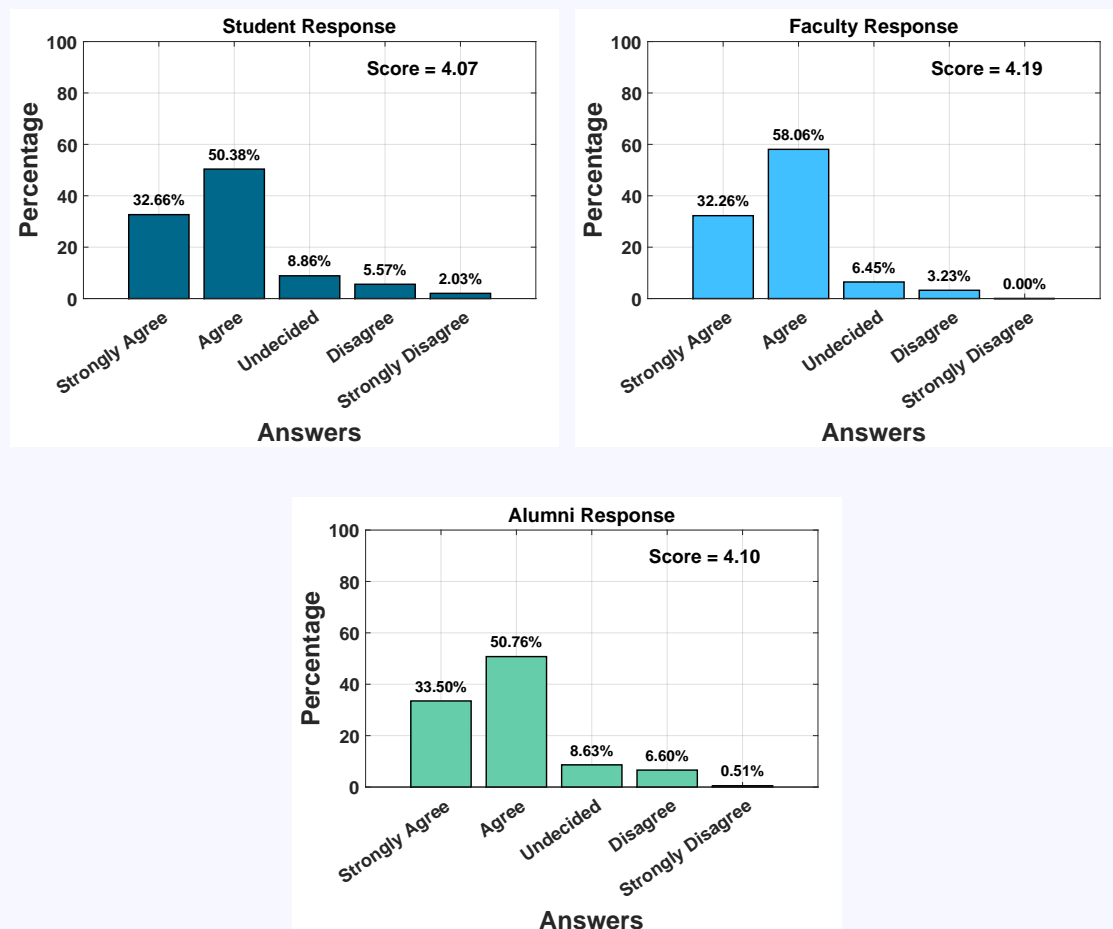 Student Response
Score = 4.07
Percentage
100
80
60
40
20
0
32.66%
50.38%
8.86%
5.57%
2.03%
Strongly Agree
Agree
Undecided
Disagree
Strongly Disagree
Answers
Faculty Response
Score = 4.19
Percentage
100
80
60
40
20
0
32.26%
58.06%
6.45%
3.23%
0.00%
Strongly Agree
Agree
Undecided
Disagree
Strongly Disagree
Answers
Alumni Response
Score = 4.10
Percentage
100
80
60
40
20
0
33.50%
50.76%
8.63%
6.60%
0.51%
Strongly Agree
Agree
Undecided
Disagree
Strongly Disagree
Answers